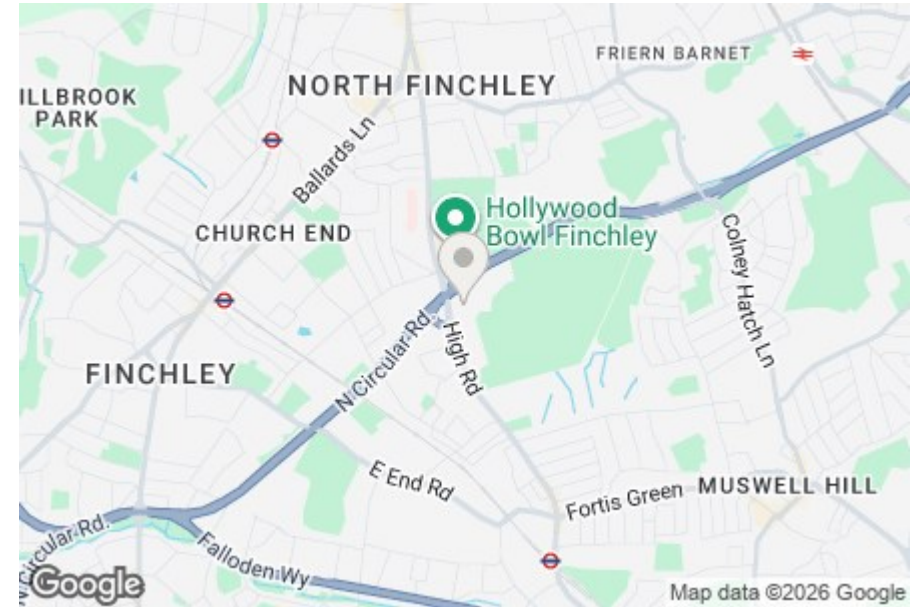 FRIERN BARNET
NORTH FINCHLEY
ILLBROOK
PARK
Ballards Ln
Hollywood
Bowl Finchley
CHURCH END
Colney Hatch Ln
N Circular Rd.
High Rd
FINCHLEY
E End Rd
Fortis Green
MUSWELL HILL
N Circular Rd.
Falloden Wy
Google
Map data ©2026 Google